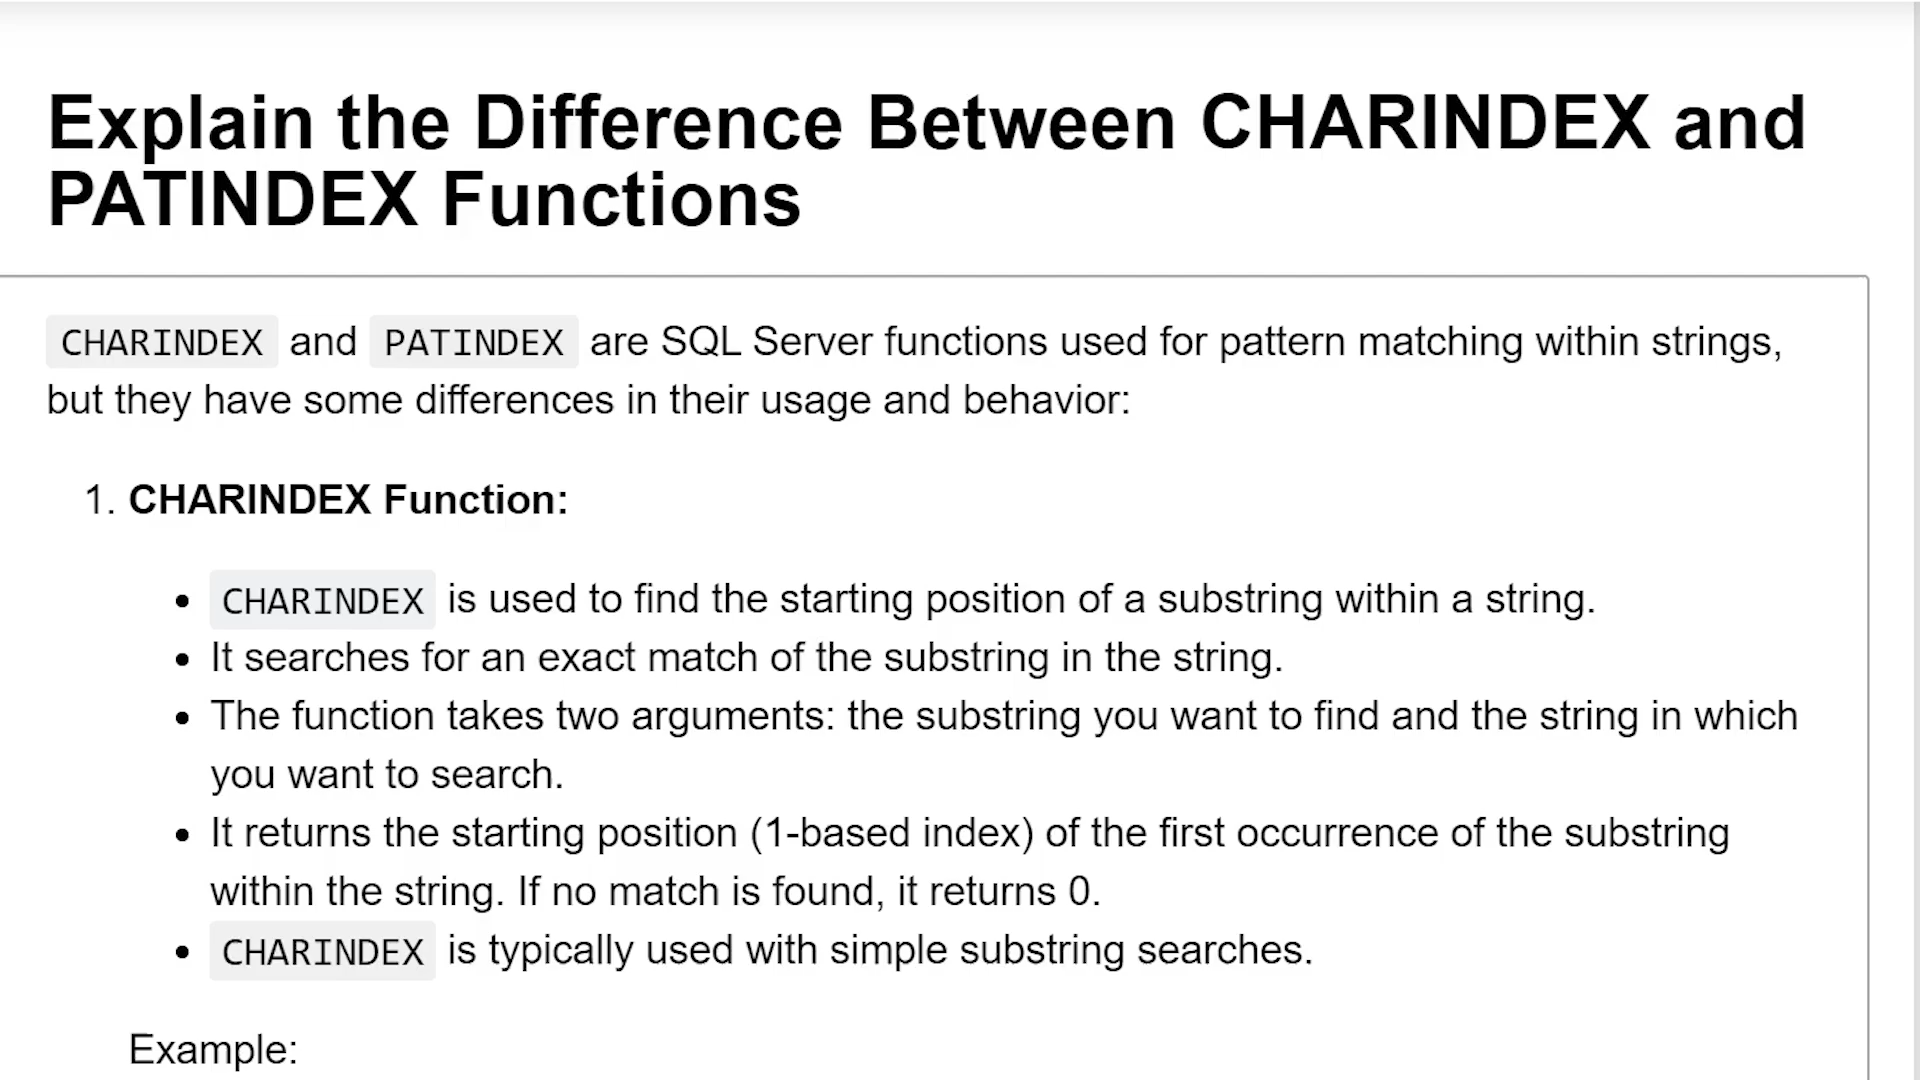 Explain the Difference Between CHARINDEX and
PATINDEX Functions
CHARINDEX and PATINDEX are SQL Server functions used for pattern matching within strings,
but they have some differences in their usage and behavior:
1. CHARINDEX Function:
• CHARINDEX is used to find the starting position of a substring within a string.
• It searches for an exact match of the substring in the string.
• The function takes two arguments: the substring you want to find and the string in which
you want to search.
• It returns the starting position (1-based index) of the first occurrence of the substring
within the string. If no match is found, it returns 0.
• CHARINDEX is typically used with simple substring searches.
Example: